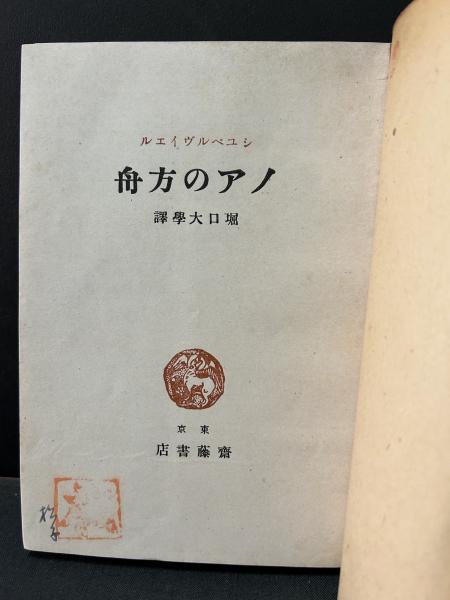 シユペルヴイエル
ノアの方舟
堀口大學譯
東京
齋藤書店